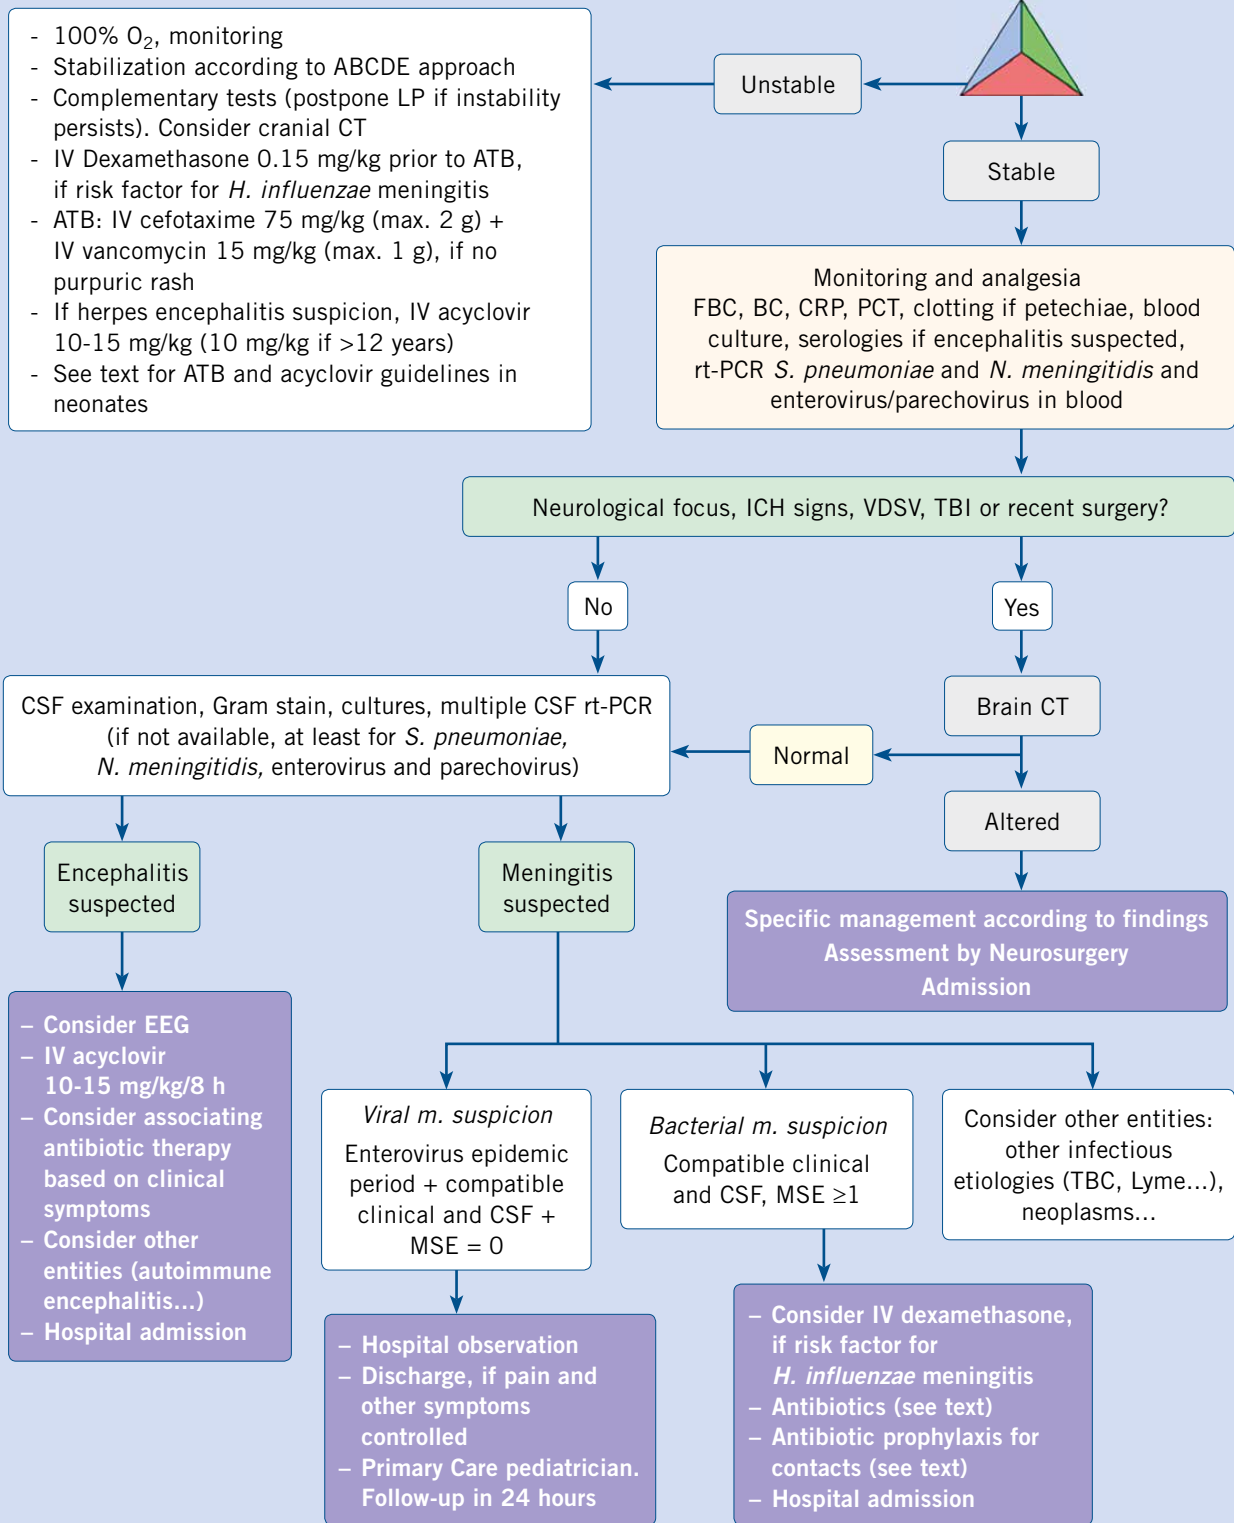 - 100% O₂, monitoring
- Stabilization according to ABCDE approach
- Complementary tests (postpone LP if instability
persists). Consider cranial CT
- IV Dexamethasone 0.15 mg/kg prior to ATB,
if risk factor for H. influenzae meningitis
- ATB: IV cefotaxime 75 mg/kg (max. 2 g) +
IV vancomycin 15 mg/kg (max. 1 g), if no
purpuric rash
- If herpes encephalitis suspicion, IV acyclovir
10-15 mg/kg (10 mg/kg if >12 years)
- See text for ATB and acyclovir guidelines in
neonates
Unstable
Stable
Monitoring and analgesia
FBC, BC, CRP, PCT, clotting if petechiae, blood
culture, serologies if encephalitis suspected,
rt-PCR S. pneumoniae and N. meningitidis and
enterovirus/parechovirus in blood
Neurological focus, ICH signs, VDSV, TBI or recent surgery?
No
Yes
CSF examination, Gram stain, cultures, multiple CSF rt-PCR
(if not available, at least for S. pneumoniae,
N. meningitidis, enterovirus and parechovirus)
Brain CT
Normal
Altered
Encephalitis
suspected
Meningitis
suspected
Specific management according to findings
Assessment by Neurosurgery
Admission
– Consider EEG
– IV acyclovir
10-15 mg/kg/8 h
– Consider associating
antibiotic therapy
based on clinical
symptoms
– Consider other
entities (autoimmune
encephalitis...)
– Hospital admission
Viral m. suspicion
Enterovirus epidemic
period + compatible
clinical and CSF +
MSE = 0
Bacterial m. suspicion
Compatible clinical
and CSF, MSE ≥1
Consider other entities:
other infectious
etiologies (TBC, Lyme...),
neoplasms...
– Hospital observation
– Discharge, if pain and
other symptoms
controlled
– Primary Care pediatrician.
Follow-up in 24 hours
– Consider IV dexamethasone,
if risk factor for
H. influenzae meningitis
– Antibiotics (see text)
– Antibiotic prophylaxis for
contacts (see text)
– Hospital admission